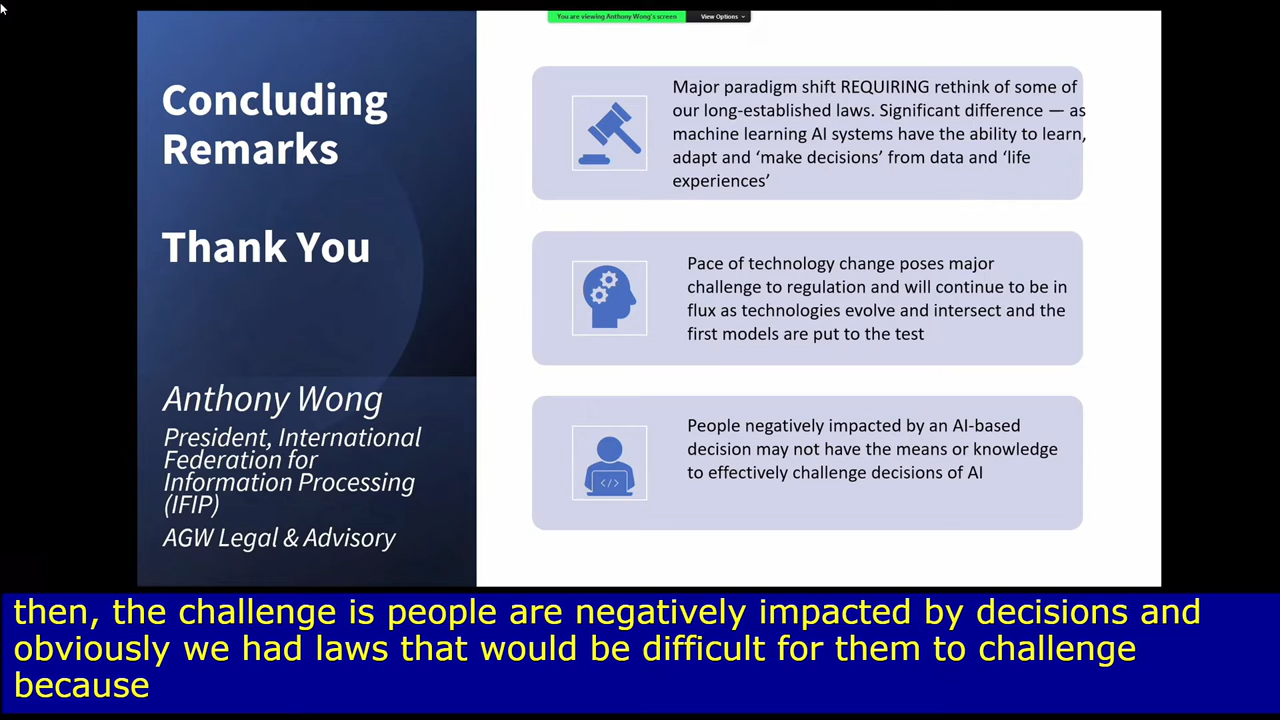 You are viewing Anthony Wong's screen
View Options
Concluding
Remarks
Thank You
Anthony Wong
President, International
Federation for
Information Processing
(IFIP)
AGW Legal & Advisory
Major paradigm shift REQUIRING rethink of some of
our long-established laws. Significant difference — as
machine learning AI systems have the ability to learn,
adapt and ‘make decisions’ from data and ‘life
experiences’
Pace of technology change poses major
challenge to regulation and will continue to be in
flux as technologies evolve and intersect and the
first models are put to the test
People negatively impacted by an AI-based
decision may not have the means or knowledge
to effectively challenge decisions of AI
then, the challenge is people are negatively impacted by decisions and
obviously we had laws that would be difficult for them to challenge
because